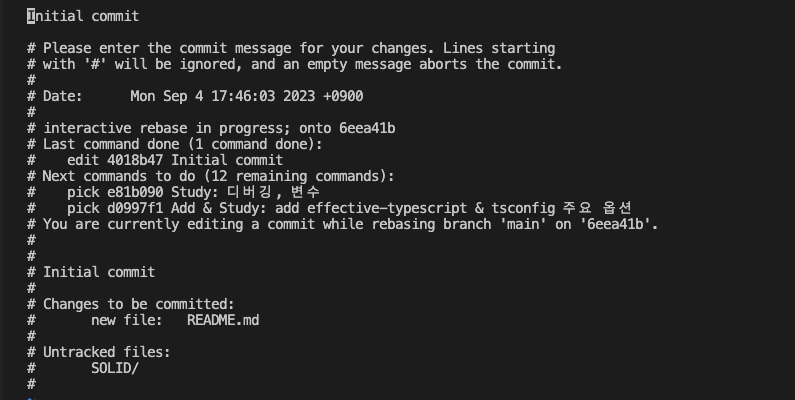 Initial commit
# Please enter the commit message for your changes. Lines starting
# with '#' will be ignored, and an empty message aborts the commit.
#
# Date:      Mon Sep 4 17:46:03 2023 +0900
#
# interactive rebase in progress; onto 6eea41b
# Last command done (1 command done):
#    edit 4018b47 Initial commit
# Next commands to do (12 remaining commands):
#    pick e81b090 Study: 디버깅, 변수
#    pick d0997f1 Add & Study: add effective-typescript & tsconfig 주요 옵션
# You are currently editing a commit while rebasing branch 'main' on '6eea41b'.
#
#
# Initial commit
#
# Changes to be committed:
#       new file:   README.md
#
# Untracked files:
#       SOLID/
#